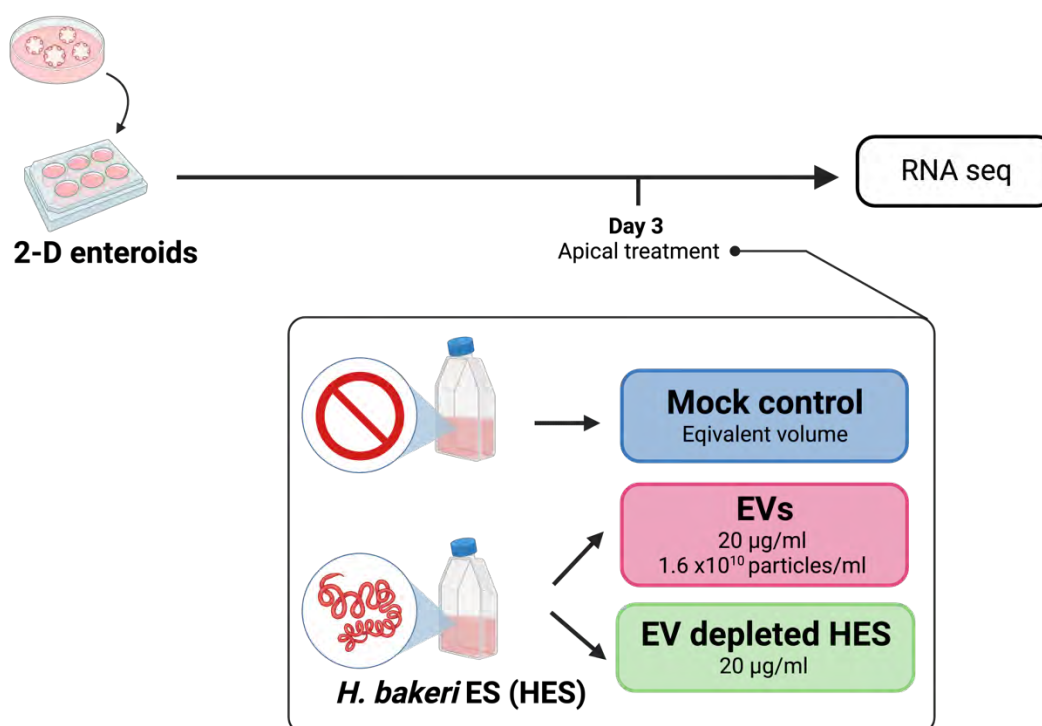 2-D enteroids
RNA seq
Day 3
Apical treatment
Mock control
Eqivalent volume
EVs
20 µg/ml
1.6 x10¹⁰ particles/ml
EV depleted HES
20 µg/ml
H. bakeri ES (HES)